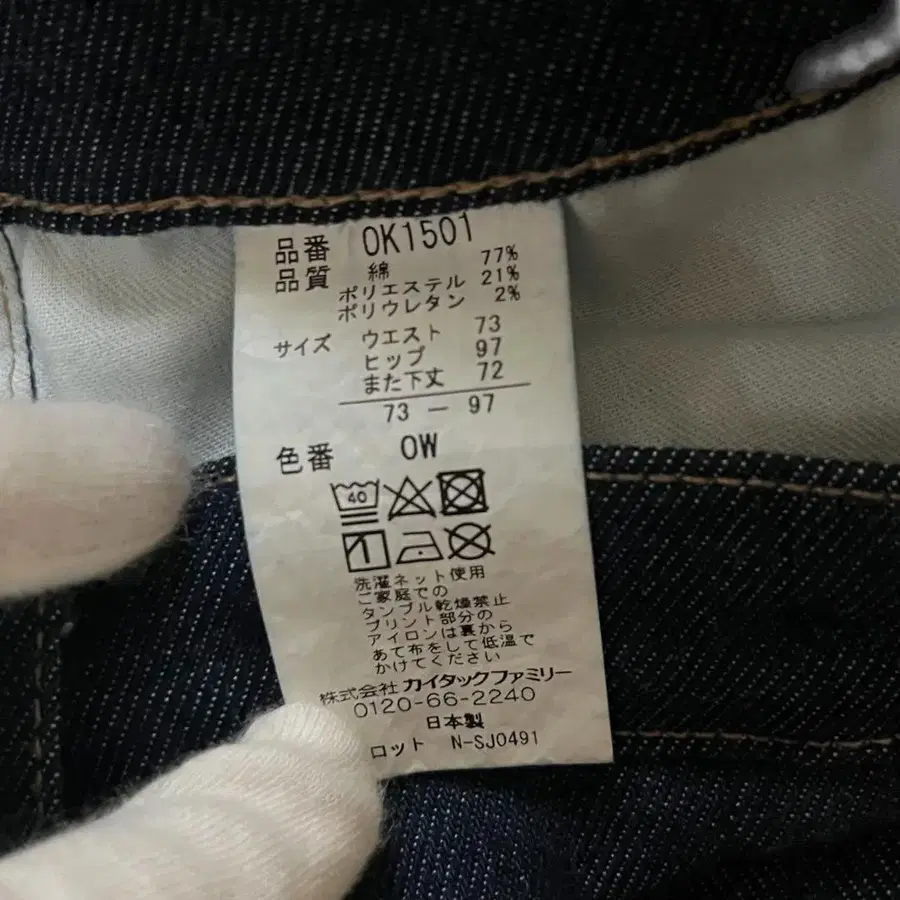 品番 OK1501
品質 綿 77%
ポリエステル 21%
ポリウレタン 2%
サイズ ウエスト 73
ヒップ 97
また下丈 72
73 － 97
色番 OW
40
洗濯ネット使用
ご家庭での
タンブル乾燥禁止
プリント部分の
アイロンは裏から
あて布をして低温で
かけてください
株式会社 カイタックファミリー
0120-66-2240
日本製
ロット N-SJ0491